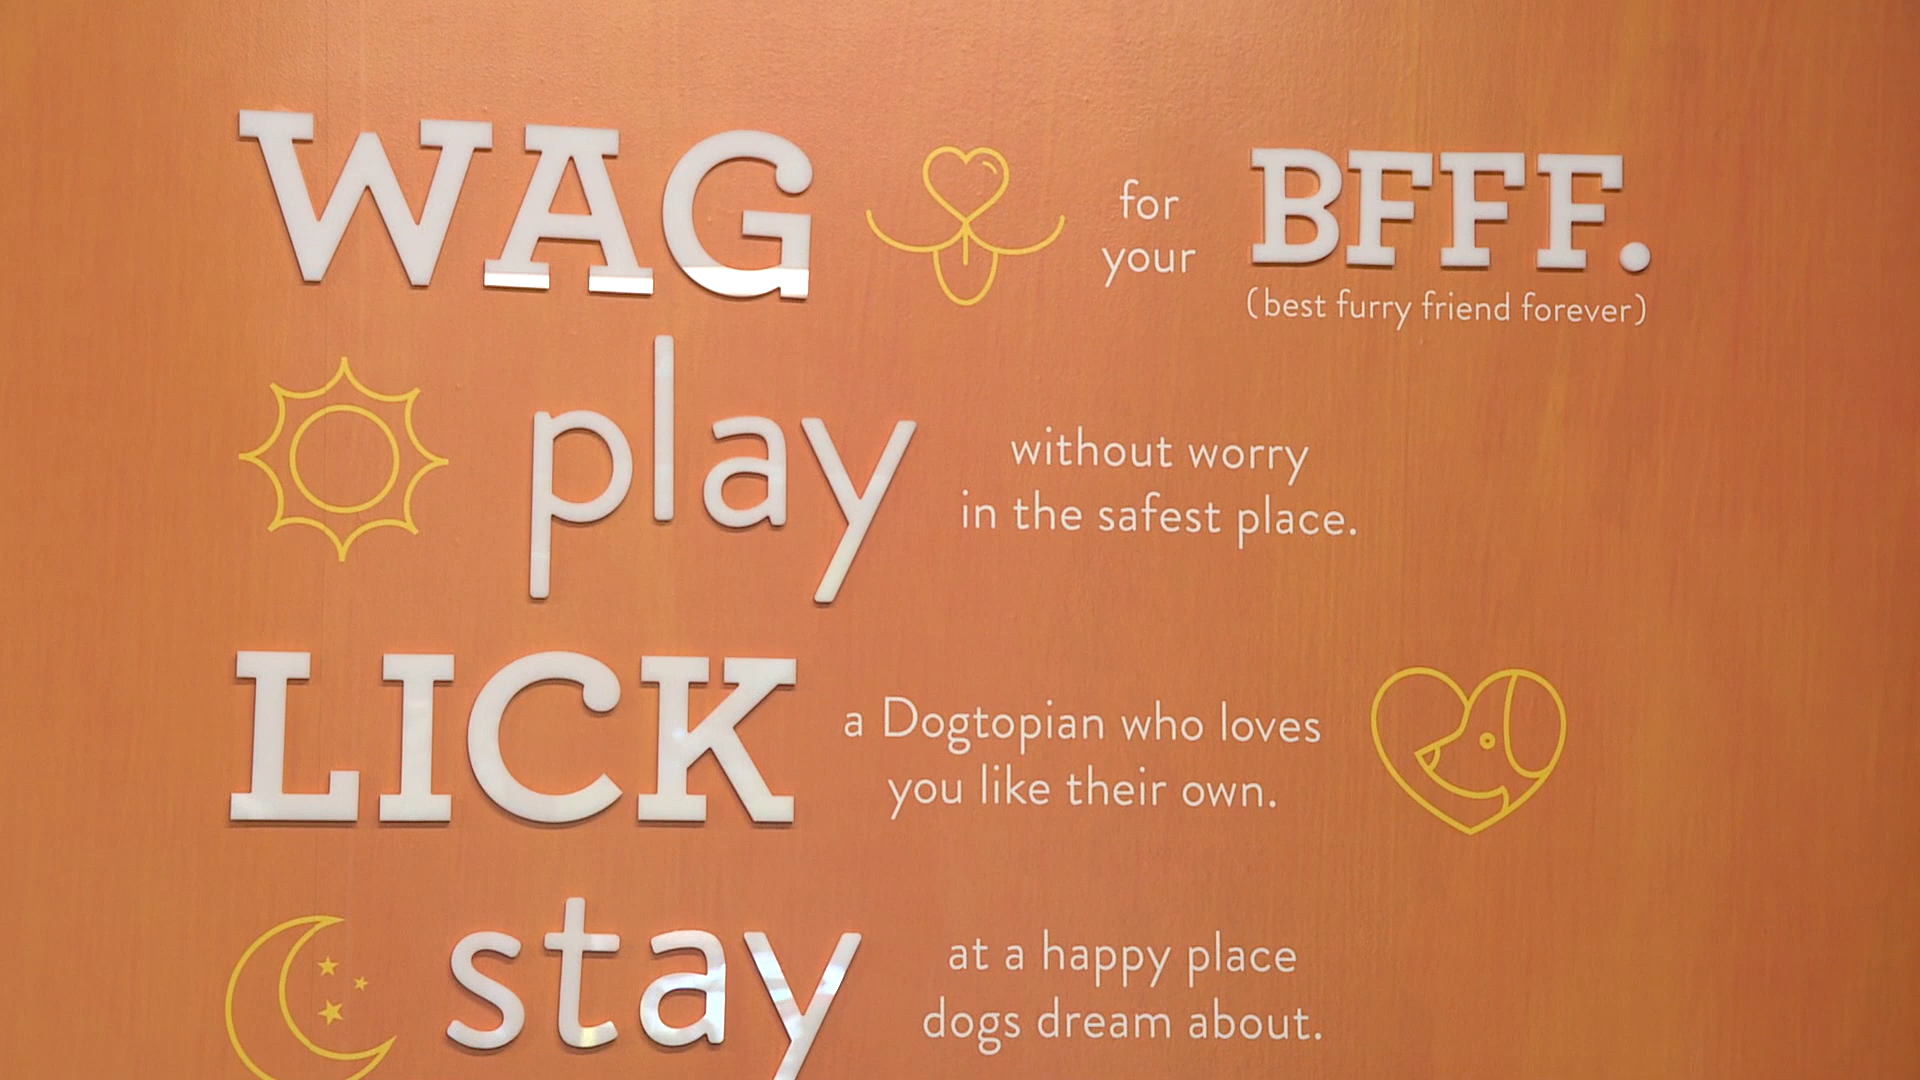 WAG for your BFFF.
(best furry friend forever)
play without worry
in the safest place.
LICK a Dogtopian who loves
you like their own.
stay at a happy place
dogs dream about.